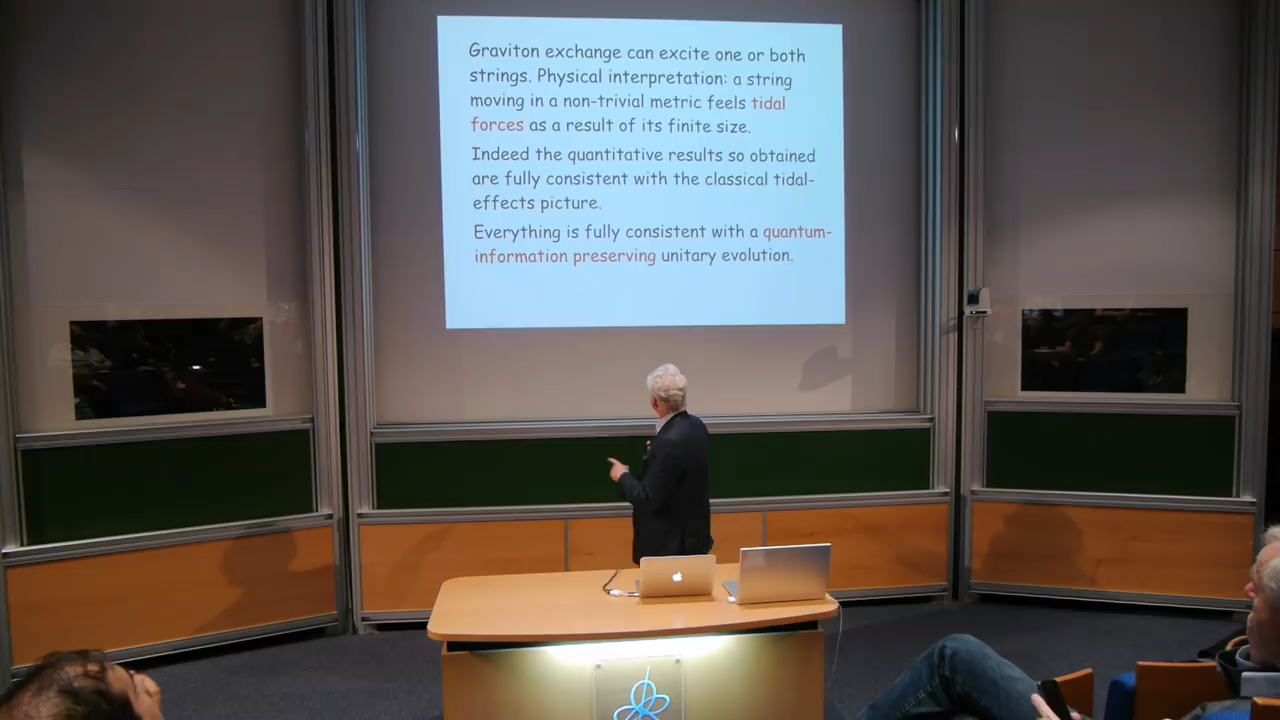 Graviton exchange can excite one or both
strings. Physical interpretation: a string
moving in a non-trivial metric feels tidal
forces as a result of its finite size.
Indeed the quantitative results so obtained
are fully consistent with the classical tidal-
effects picture.
Everything is fully consistent with a quantum-
information preserving unitary evolution.